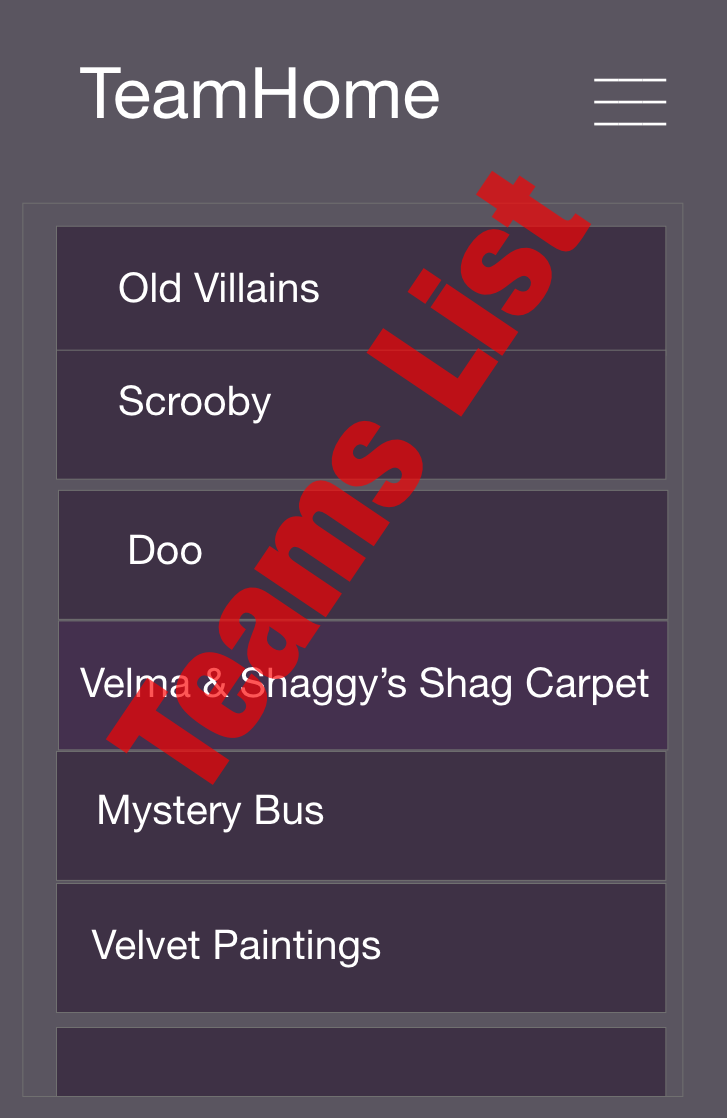 TeamHome
Old Villains
Scrooby
Doo
Velma & Shaggy’s Shag Carpet
Mystery Bus
Velvet Paintings
Teams List